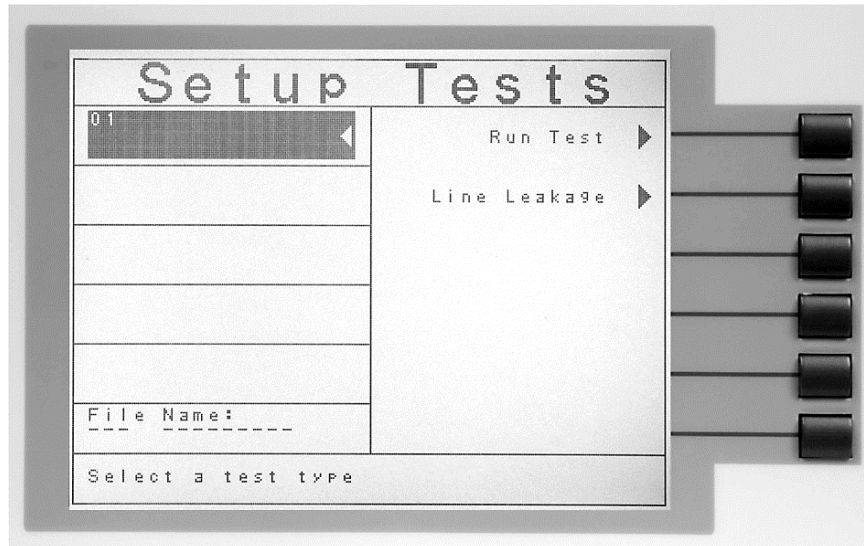 Setup Tests
01
Run Test
Line Leakage
File Name:
Select a test type